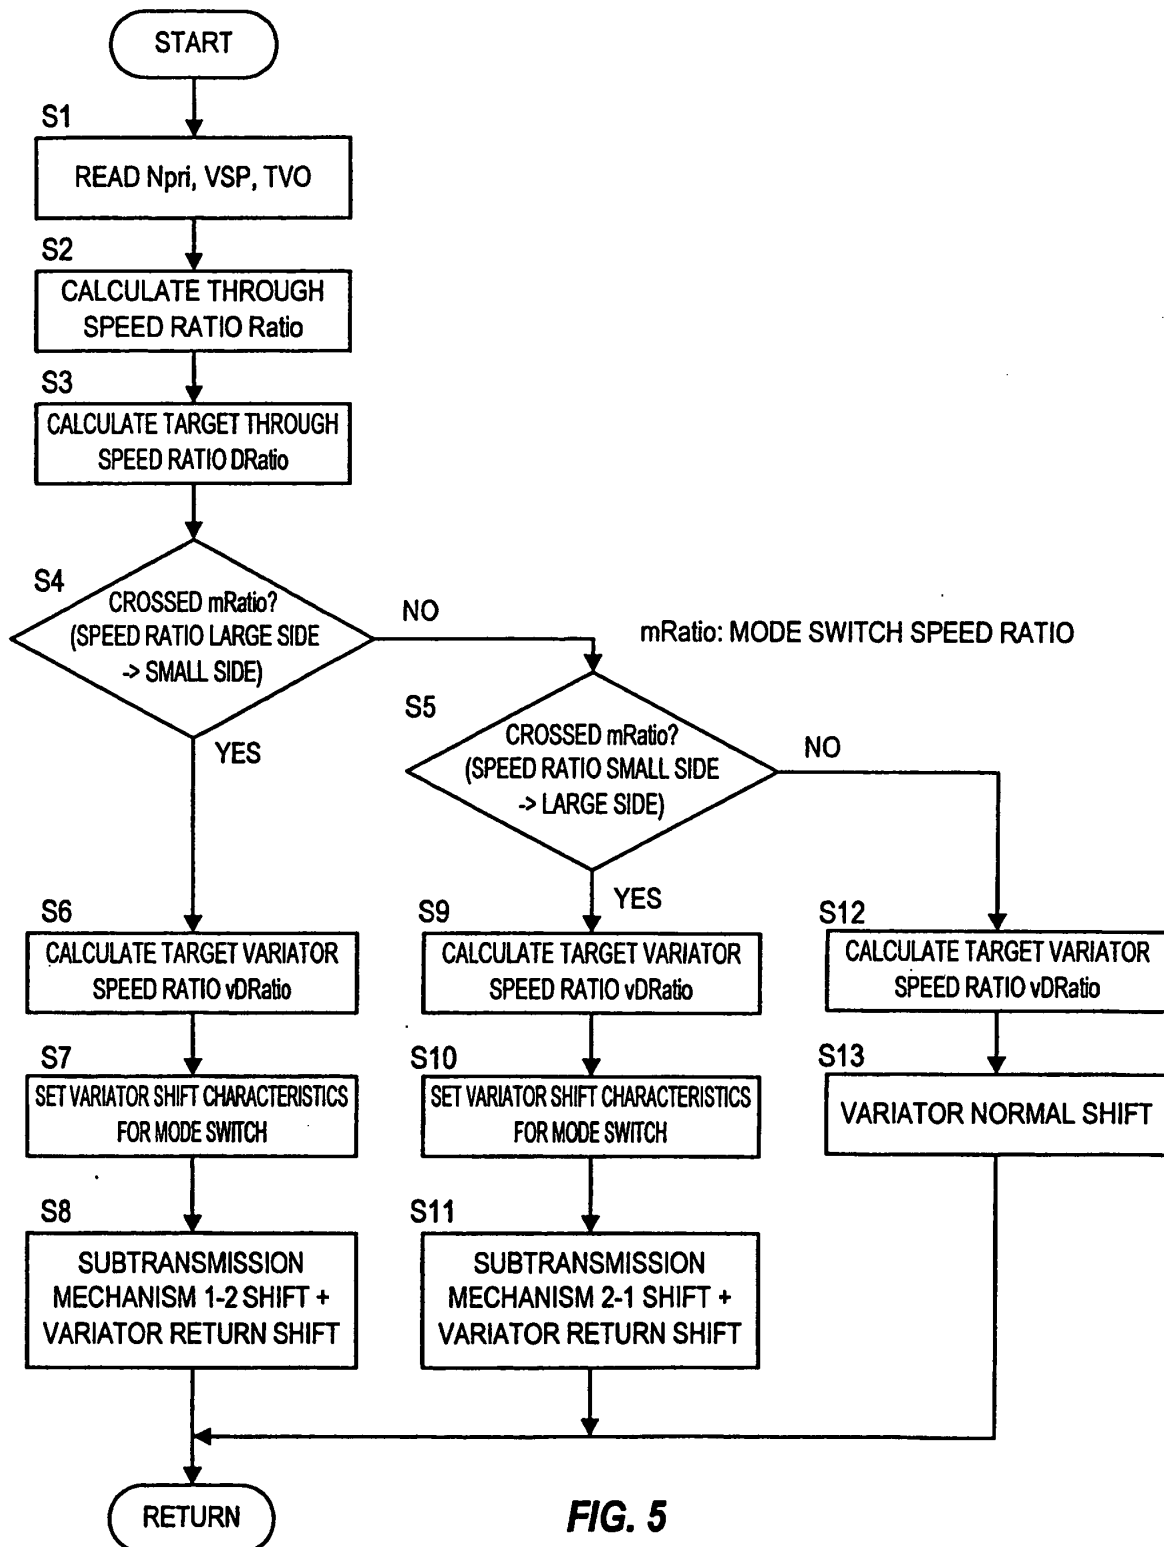 START
S1
READ Npri, VSP, TVO
S2
CALCULATE THROUGH
SPEED RATIO Ratio
S3
CALCULATE TARGET THROUGH
SPEED RATIO DRatio
S4
CROSSED mRatio?
(SPEED RATIO LARGE SIDE
-> SMALL SIDE)
NO
YES
mRatio: MODE SWITCH SPEED RATIO
S5
CROSSED mRatio?
(SPEED RATIO SMALL SIDE
-> LARGE SIDE)
NO
YES
S6
CALCULATE TARGET VARIATOR
SPEED RATIO vDRatio
S7
SET VARIATOR SHIFT CHARACTERISTICS
FOR MODE SWITCH
S8
SUBTRANSMISSION
MECHANISM 1-2 SHIFT +
VARIATOR RETURN SHIFT
S9
CALCULATE TARGET VARIATOR
SPEED RATIO vDRatio
S10
SET VARIATOR SHIFT CHARACTERISTICS
FOR MODE SWITCH
S11
SUBTRANSMISSION
MECHANISM 2-1 SHIFT +
VARIATOR RETURN SHIFT
S12
CALCULATE TARGET VARIATOR
SPEED RATIO vDRatio
S13
VARIATOR NORMAL SHIFT
RETURN
FIG. 5